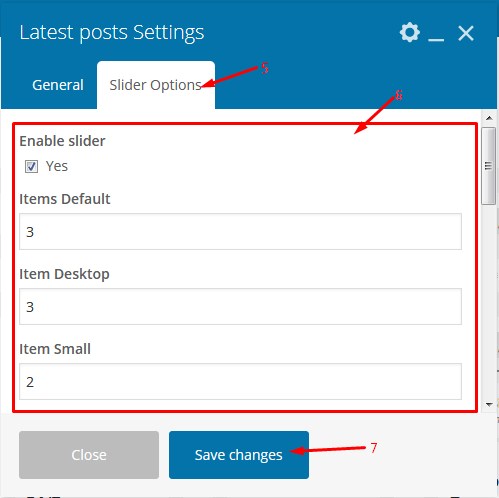 Latest posts Settings
General
Slider Options
5
6
Enable slider
Yes
Items Default
3
Item Desktop
3
Item Small
2
Close
Save changes
7